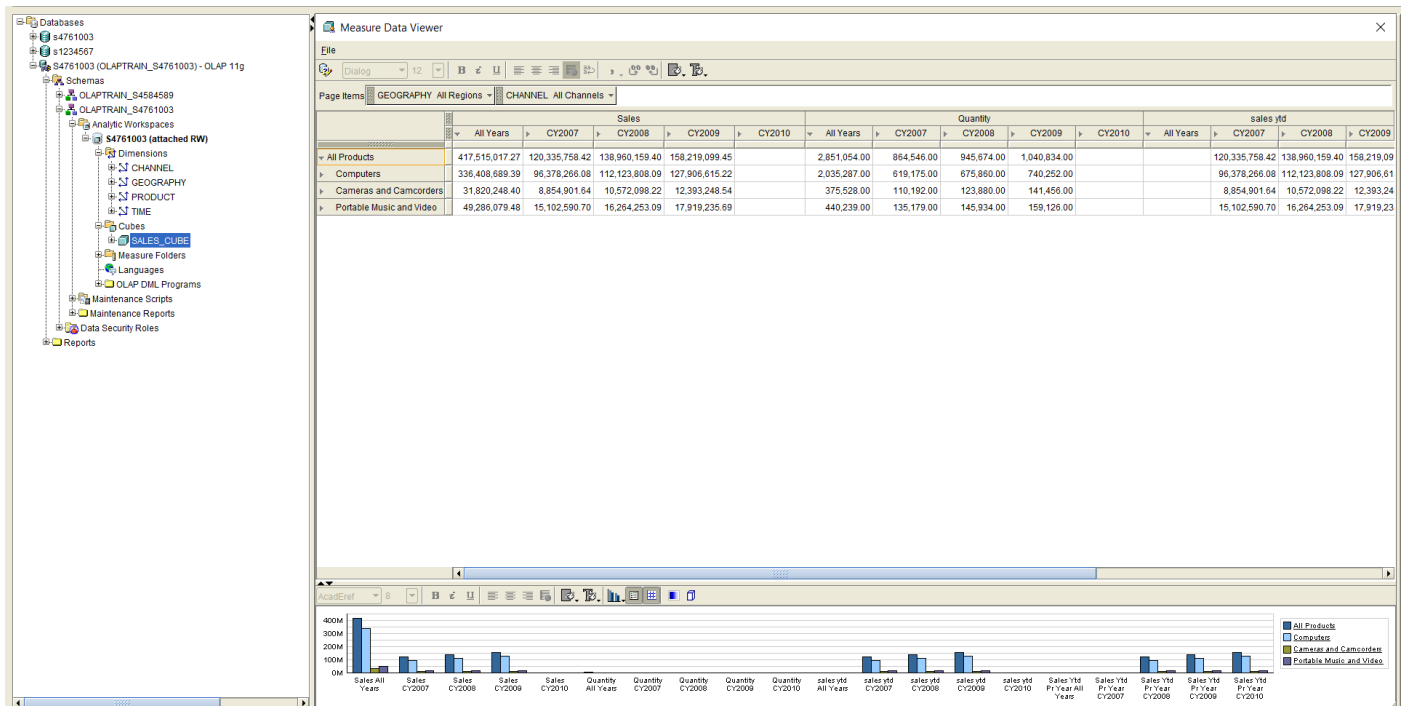 Databases
s4761003
s1234567
S4761003 (OLAPTRAIN_S4761003) - OLAP 11g
Schemas
OLAPTRAIN_S4584589
OLAPTRAIN_S4761003
Analytic Workspaces
S4761003 (attached RW)
Dimensions
CHANNEL
GEOGRAPHY
PRODUCT
TIME
Cubes
SALES_CUBE
Measure Folders
Languages
OLAP DML Programs
Maintenance Scripts
Maintenance Reports
Data Security Roles
Reports
Measure Data Viewer
File
Dialog 12 B i U
Page Items GEOGRAPHY All Regions CHANNEL All Channels
Sales Quantity sales ytd
All Years CY2007 CY2008 CY2009 CY2010 All Years CY2007 CY2008 CY2009 CY2010 All Years CY2007 CY2008 CY2009
All Products 417,515,017.27 120,335,758.42 138,960,159.40 158,219,099.45 2,851,054.00 864,546.00 945,674.00 1,040,834.00 120,335,758.42 138,960,159.40 158,219,09
Computers 336,408,689.39 96,378,266.08 112,123,808.09 127,906,615.22 2,035,287.00 619,175.00 675,860.00 740,252.00 96,378,266.08 112,123,808.09 127,906,61
Cameras and Camcorders 31,820,248.40 8,854,901.64 10,572,098.22 12,393,248.54 375,528.00 110,192.00 123,880.00 141,456.00 8,854,901.64 10,572,098.22 12,393,24
Portable Music and Video 49,286,079.48 15,102,590.70 16,264,253.09 17,919,235.69 440,239.00 135,179.00 145,934.00 159,126.00 15,102,590.70 16,264,253.09 17,919,23
AcadEref 8 B i U
400M
300M
200M
100M
0M
Sales All Years
Sales CY2007
Sales CY2008
Sales CY2009
Sales CY2010
Quantity All Years
Quantity CY2007
Quantity CY2008
Quantity CY2009
Quantity CY2010
sales ytd All Years
sales ytd CY2007
sales ytd CY2008
sales ytd CY2009
sales ytd CY2010
Sales Ytd Pr Year All Years
Sales Ytd Pr Year CY2007
Sales Ytd Pr Year CY2008
Sales Ytd Pr Year CY2009
Sales Ytd Pr Year CY2010
All Products
Computers
Cameras and Camcorders
Portable Music and Video